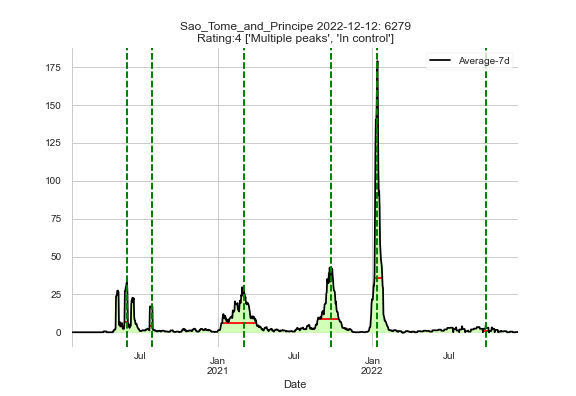 Sao_Tome_and_Principe 2022-12-12: 6279
Rating:4 ['Multiple peaks', 'In control']
Average-7d
175
150
125
100
75
50
25
0
Jul
Jan
2021
Jul
Jan
2022
Jul
Date